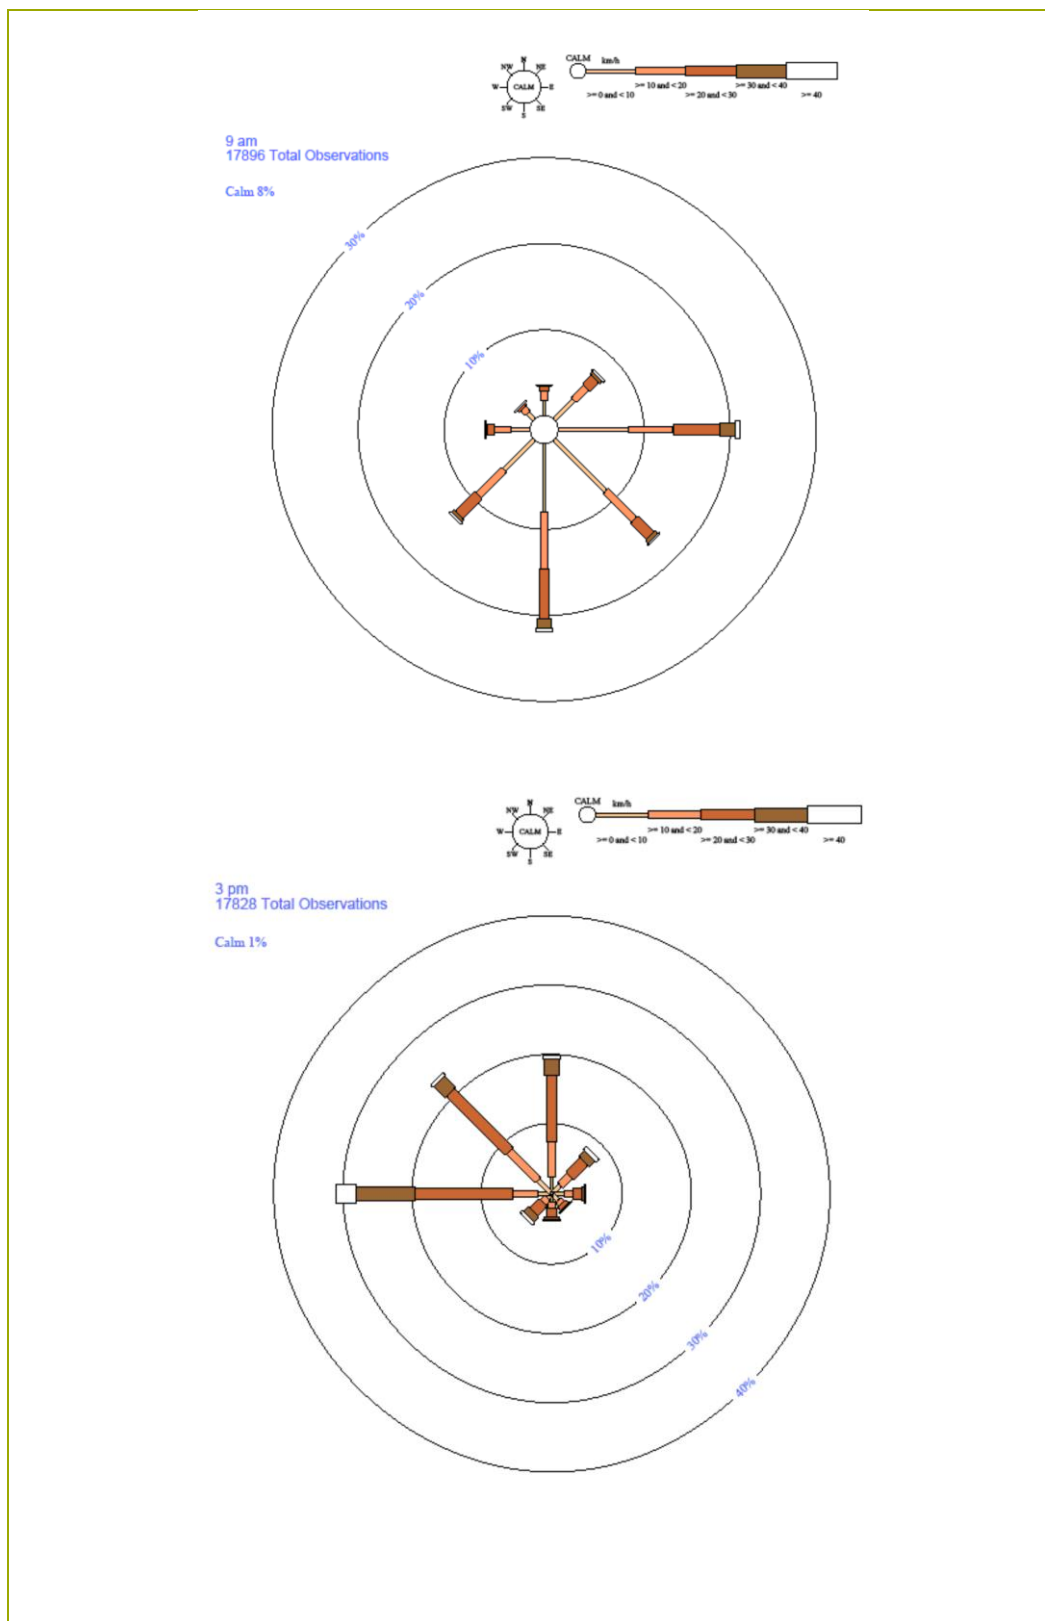 N
NW NE
W CALM E
SW SE
S
CALM km/h
>= 10 and < 20 >= 30 and < 40
>= 0 and < 10 >= 20 and < 30 >= 40
9 am
17896 Total Observations
Calm 8%
30%
20%
10%
N
NW NE
W CALM E
SW SE
S
CALM km/h
>= 10 and < 20 >= 30 and < 40
>= 0 and < 10 >= 20 and < 30 >= 40
3 pm
17828 Total Observations
Calm 1%
10%
20%
30%
40%